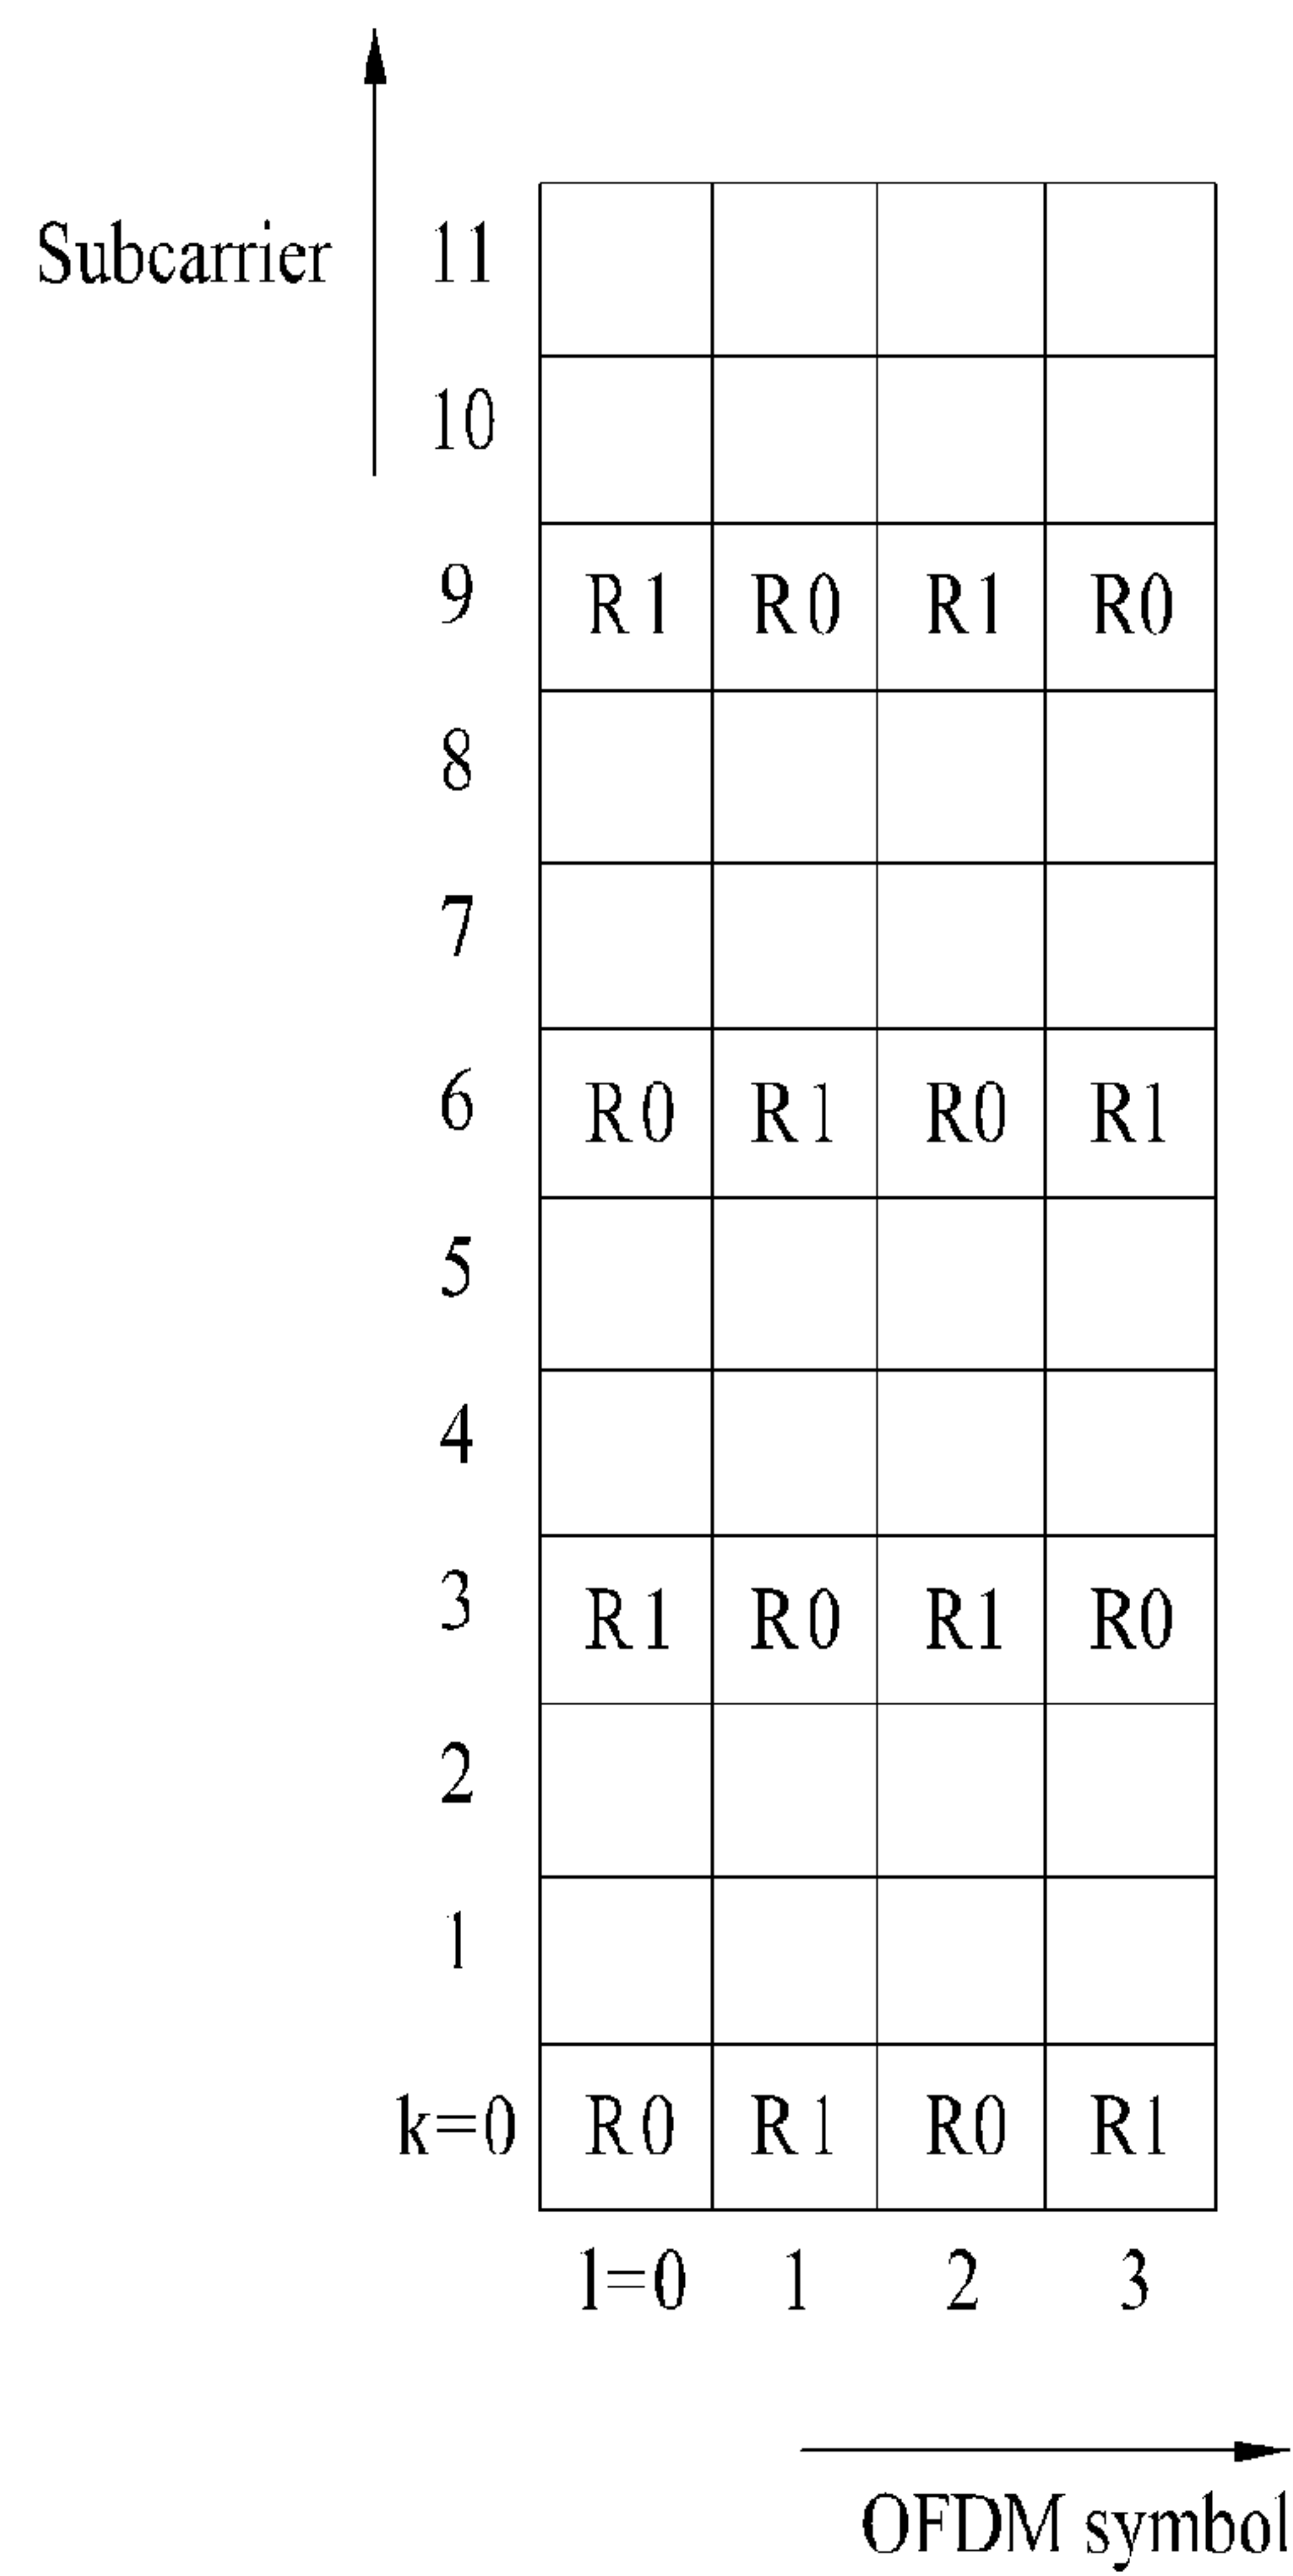 Subcarrier 11
10
9 R1 R0 R1 R0
8
7
6 R0 R1 R0 R1
5
4
3 R1 R0 R1 R0
2
1
k=0 R0 R1 R0 R1
l=0 1 2 3
OFDM symbol